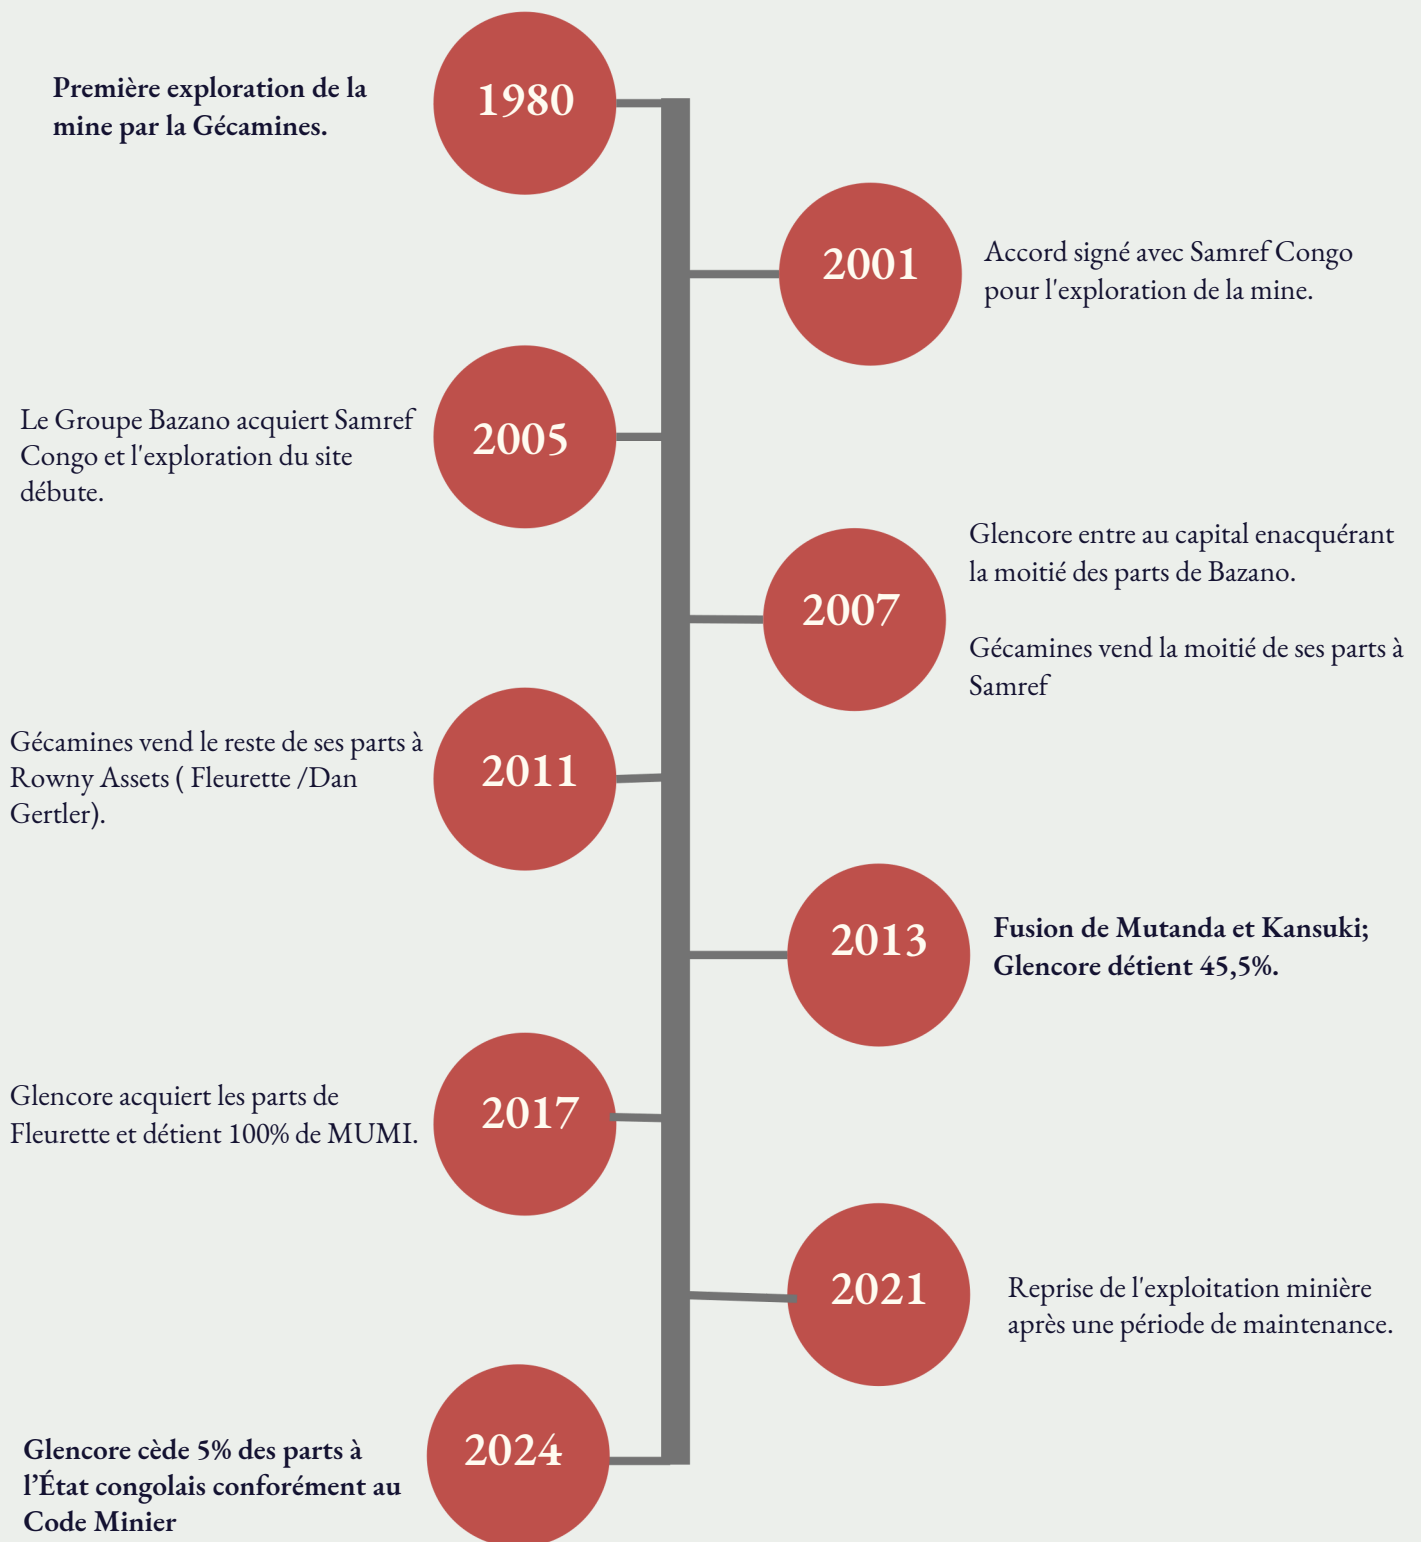 Première exploration de la
mine par la Gécamines.
1980
2001
Accord signé avec Samref Congo
pour l'exploration de la mine.
Le Groupe Bazano acquiert Samref
Congo et l'exploration du site
débute.
2005
2007
Glencore entre au capital enacquérant
la moitié des parts de Bazano.
Gécamines vend la moitié de ses parts à
Samref
Gécamines vend le reste de ses parts à
Rowny Assets ( Fleurette /Dan
Gertler).
2011
2013
Fusion de Mutanda et Kansuki;
Glencore détient 45,5%.
Glencore acquiert les parts de
Fleurette et détient 100% de MUMI.
2017
2021
Reprise de l'exploitation minière
après une période de maintenance.
Glencore cède 5% des parts à
l’État congolais conforément au
Code Minier
2024